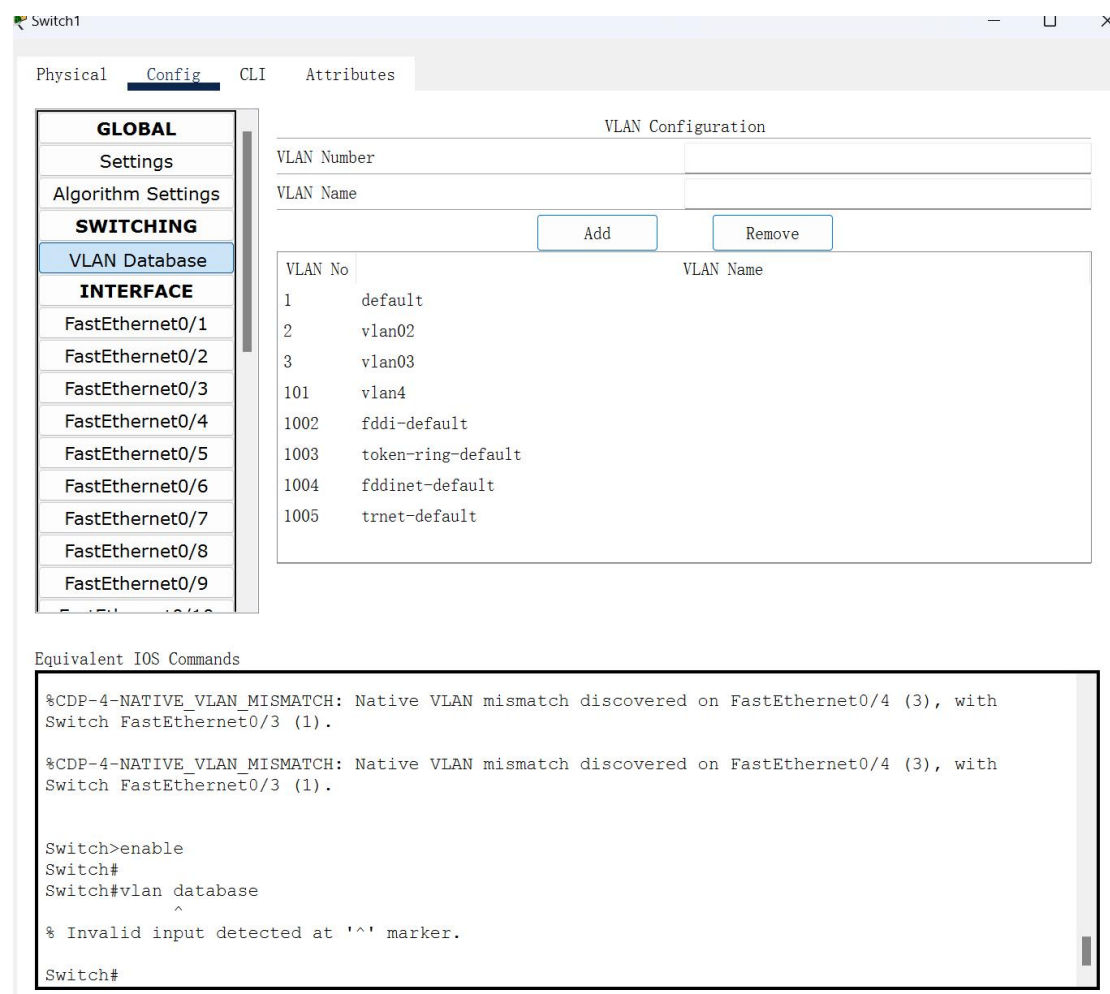 Switch1
Physical Config CLI Attributes
GLOBAL
Settings
Algorithm Settings
SWITCHING
VLAN Database
INTERFACE
FastEthernet0/1
FastEthernet0/2
FastEthernet0/3
FastEthernet0/4
FastEthernet0/5
FastEthernet0/6
FastEthernet0/7
FastEthernet0/8
FastEthernet0/9
VLAN Configuration
VLAN Number
VLAN Name
Add Remove
VLAN No VLAN Name
1 default
2 vlan02
3 vlan03
101 vlan4
1002 fddi-default
1003 token-ring-default
1004 fddinet-default
1005 trnet-default
Equivalent IOS Commands
%CDP-4-NATIVE_VLAN_MISMATCH: Native VLAN mismatch discovered on FastEthernet0/4 (3), with
Switch FastEthernet0/3 (1).
%CDP-4-NATIVE_VLAN_MISMATCH: Native VLAN mismatch discovered on FastEthernet0/4 (3), with
Switch FastEthernet0/3 (1).
Switch>enable
Switch#
Switch#vlan database
^
% Invalid input detected at '^' marker.
Switch#